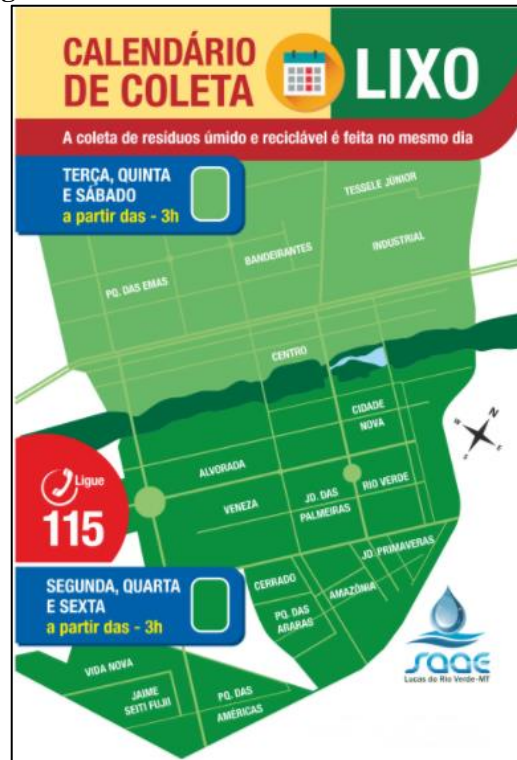 CALENDÁRIO
DE COLETA
LIXO
A coleta de resíduos úmido e reciclável é feita no mesmo dia
TERÇA, QUINTA
E SÁBADO
a partir das - 3h
TESSELE JÚNIOR
BANDEIRANTES
INDUSTRIAL
PQ. DAS EMAS
CENTRO
CIDADE
NOVA
N
W
E
S
ALVORADA
Ligue
115
VENEZA
JD. DAS
PALMEIRAS
RIO VERDE
JD. PRIMAVERAS
SEGUNDA, QUARTA
E SEXTA
a partir das - 3h
CERRADO
AMAZÔNIA
PQ. DAS
ARARAS
VIDA NOVA
JAIME
SEITI FUJII
PQ. DAS
AMÉRICAS
SAAE
Lucas do Rio Verde-MT